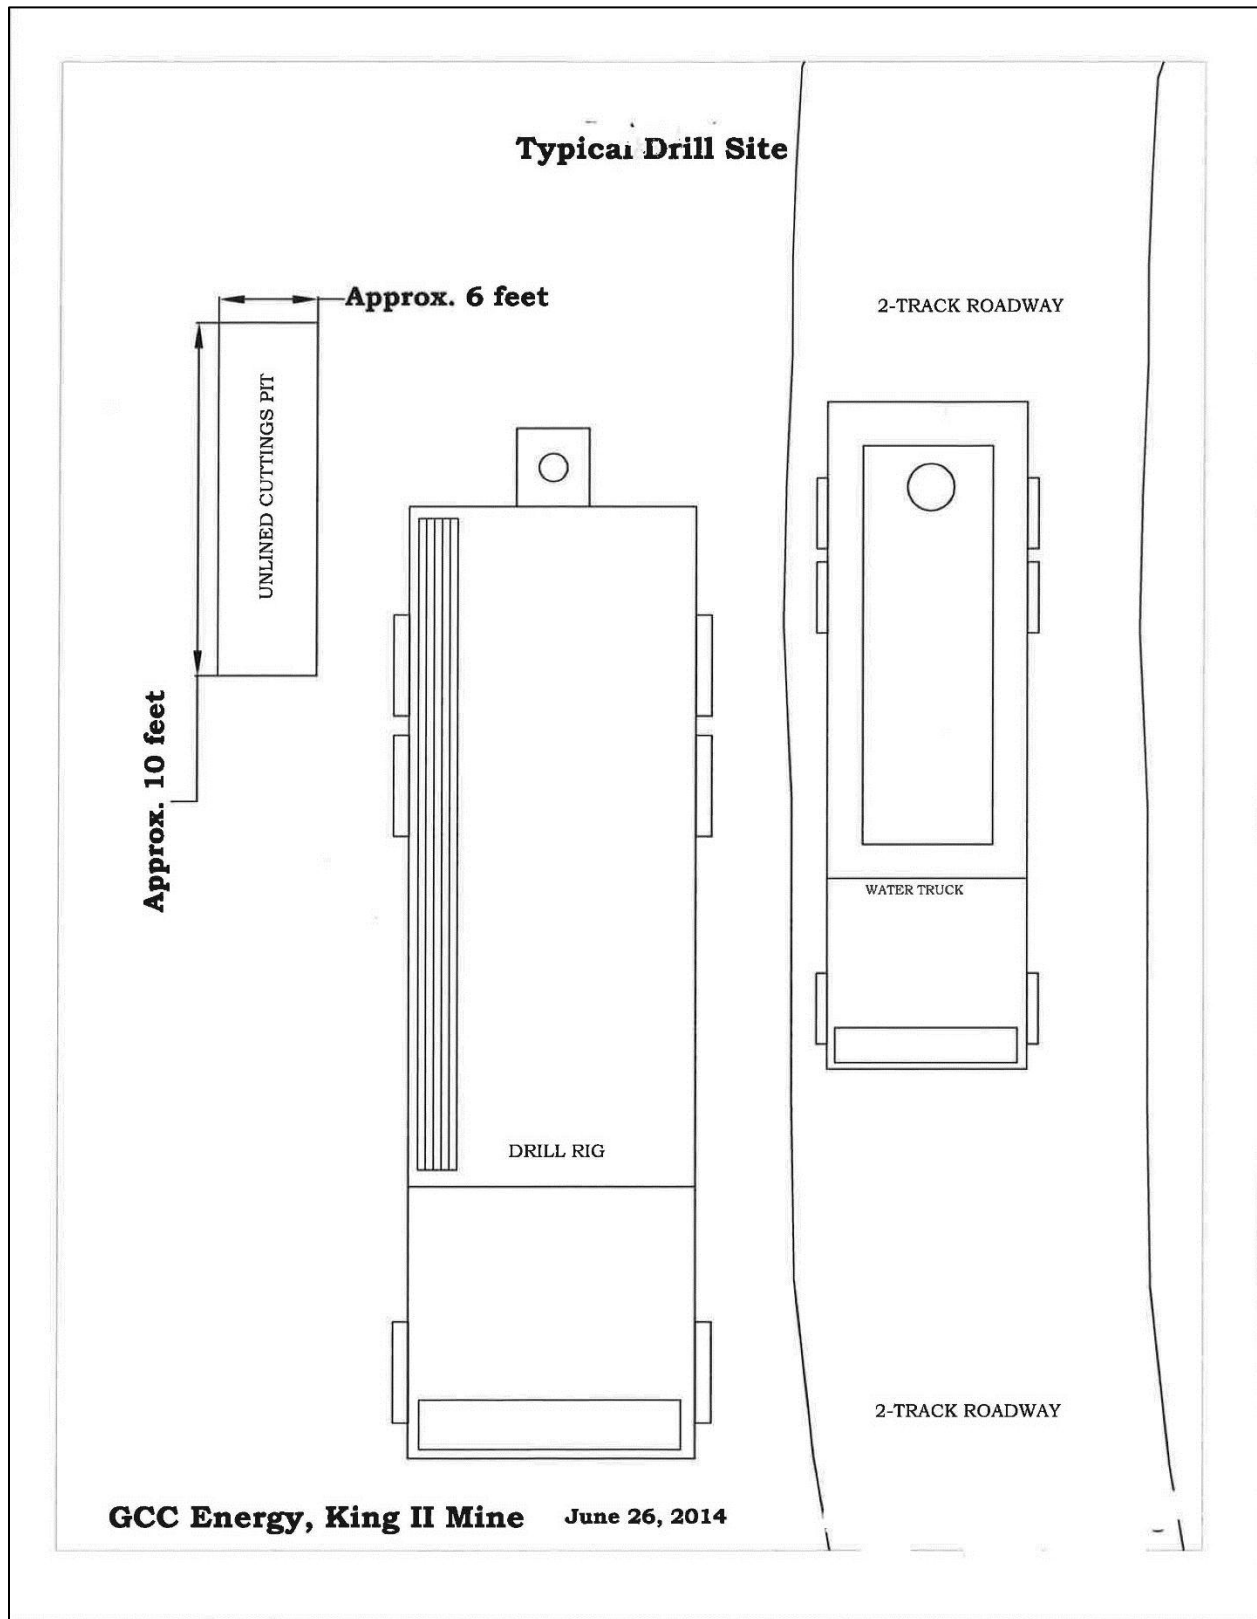 Typical Drill Site
Approx. 6 feet
2-TRACK ROADWAY
UNLINED CUTTINGS PIT
Approx. 10 feet
WATER TRUCK
DRILL RIG
2-TRACK ROADWAY
GCC Energy, King II Mine June 26, 2014